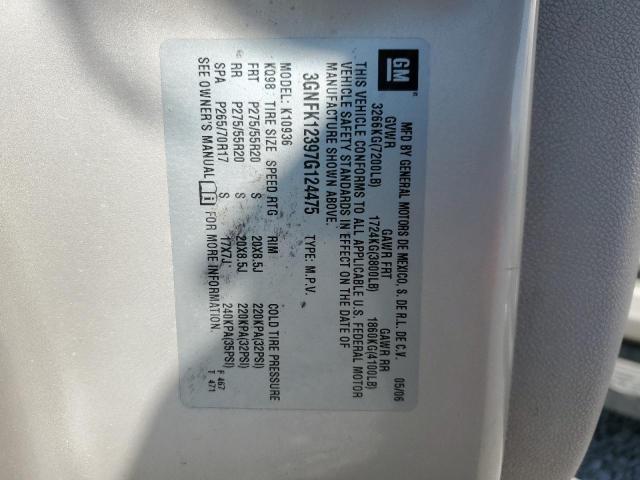 GM
MFD BY GENERAL MOTORS DE MEXICO, S. DE R.L. DE C.V. 05/06
GVWR GAWR FRT GAWR RR
3266KG(7200LB) 1724KG(3800LB) 1860KG(4100LB)
THIS VEHICLE CONFORMS TO ALL APPLICABLE U.S. FEDERAL MOTOR
VEHICLE SAFETY STANDARDS IN EFFECT ON THE DATE OF
MANUFACTURE SHOWN ABOVE.
3GNFK12397G124475 TYPE: M.P.V.
MODEL: K10936
KQ98 TIRE SIZE SPEED RTG RIM COLD TIRE PRESSURE
FRT P275/55R20 S 20X8.5J 220KPA(32PSI)
RR P275/55R20 S 20X8.5J 220KPA(32PSI)
SPA P265/70R17 S 17X7J 240KPA(35PSI)
SEE OWNER'S MANUAL FOR MORE INFORMATION.
F 467
T 471